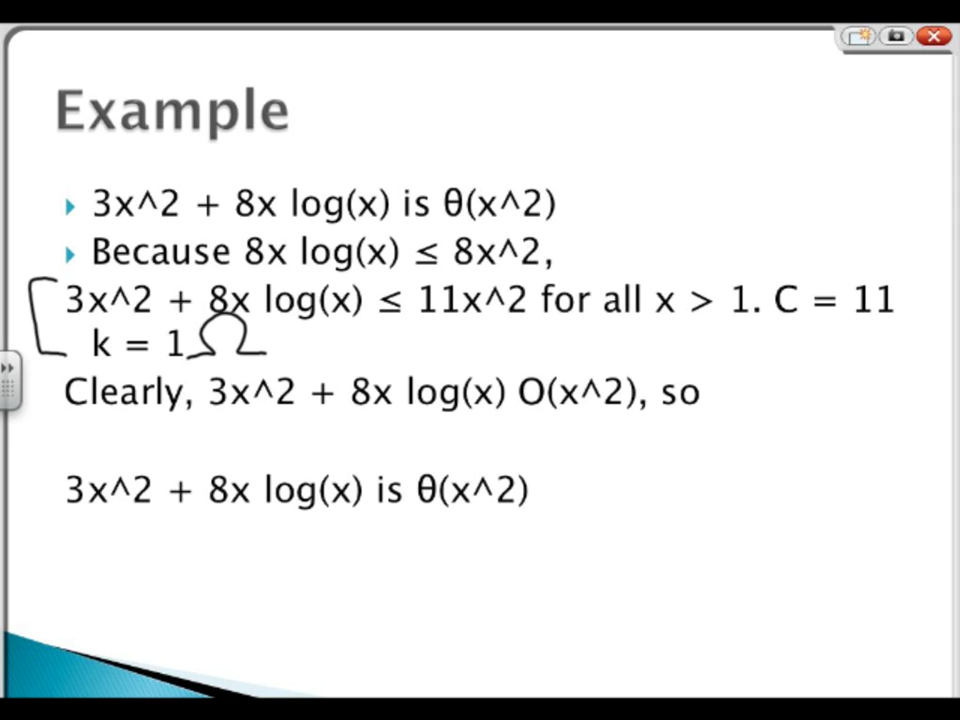 Example
3x^2 + 8x log(x) is θ(x^2)
Because 8x log(x) ≤ 8x^2,
3x^2 + 8x log(x) ≤ 11x^2 for all x > 1. C = 11
k = 1 Ω
Clearly, 3x^2 + 8x log(x) O(x^2), so
3x^2 + 8x log(x) is θ(x^2)